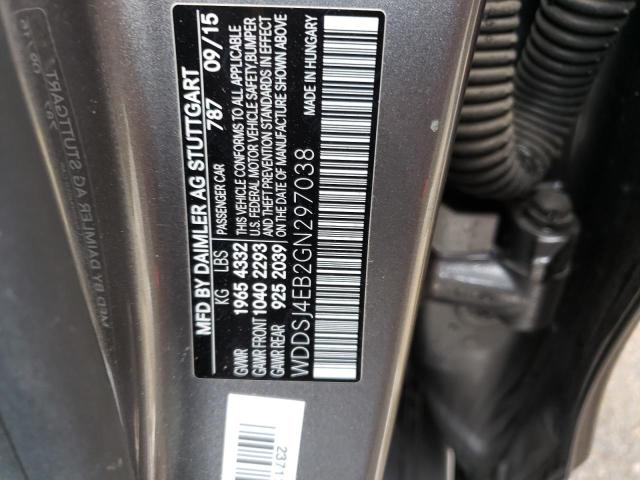 MFD BY DAIMLER AG STUTTGART
787 09/15
KG LBS PASSENGER CAR
GVWR 1965 4332 THIS VEHICLE CONFORMS TO ALL APPLICABLE
GAWR FRONT 1040 2293 U.S. FEDERAL MOTOR VEHICLE SAFETY,BUMPER
GAWR REAR 925 2039 AND THEFT PREVENTION STANDARDS IN EFFECT
ON THE DATE OF MANUFACTURE SHOWN ABOVE
WDDSJ4EB2GN297038 MADE IN HUNGARY
2371